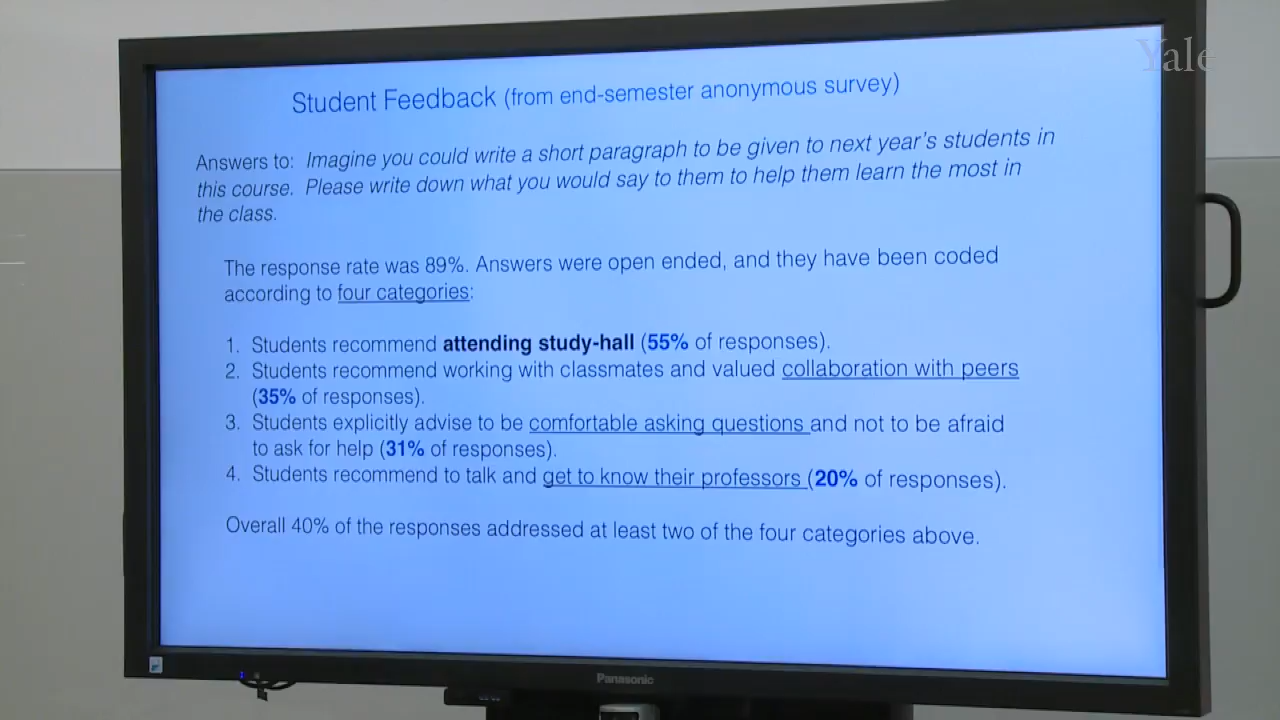 Yale
Student Feedback (from end-semester anonymous survey)
Answers to: Imagine you could write a short paragraph to be given to next year's students in
this course. Please write down what you would say to them to help them learn the most in
the class.
The response rate was 89%. Answers were open ended, and they have been coded
according to four categories:
1. Students recommend attending study-hall (55% of responses).
2. Students recommend working with classmates and valued collaboration with peers
(35% of responses).
3. Students explicitly advise to be comfortable asking questions and not to be afraid
to ask for help (31% of responses).
4. Students recommend to talk and get to know their professors (20% of responses).
Overall 40% of the responses addressed at least two of the four categories above.
Panasonic